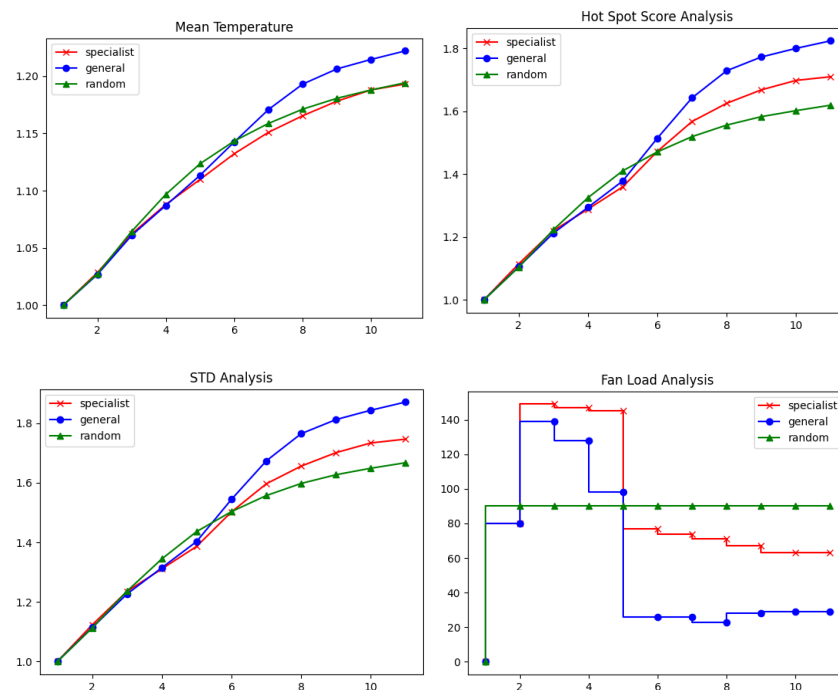 Mean Temperature
specialist
general
random
1.20
1.15
1.10
1.05
1.00
2 4 6 8 10
Hot Spot Score Analysis
specialist
general
random
1.8
1.6
1.4
1.2
1.0
2 4 6 8 10
STD Analysis
specialist
general
random
1.8
1.6
1.4
1.2
1.0
2 4 6 8 10
Fan Load Analysis
specialist
general
random
140
120
100
80
60
40
20
0
2 4 6 8 10